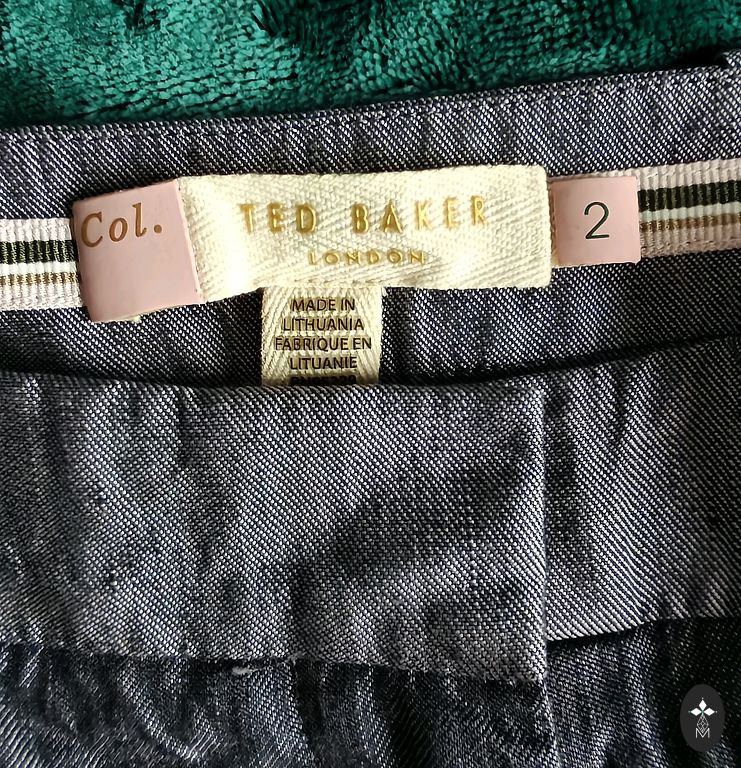 Col.
TED BAKER
LONDON
2
MADE IN
LITHUANIA
FABRIQUE EN
LITUANIE